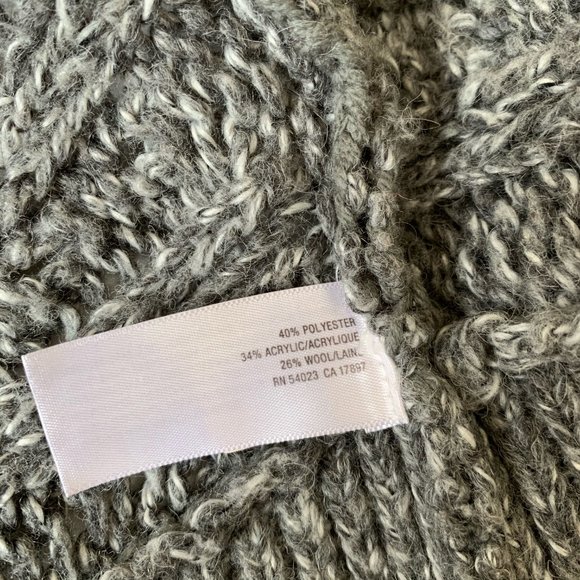 40% POLYESTER
34% ACRYLIC/ACRYLIQUE
26% WOOL/LAINE
RN 54023 CA 17897